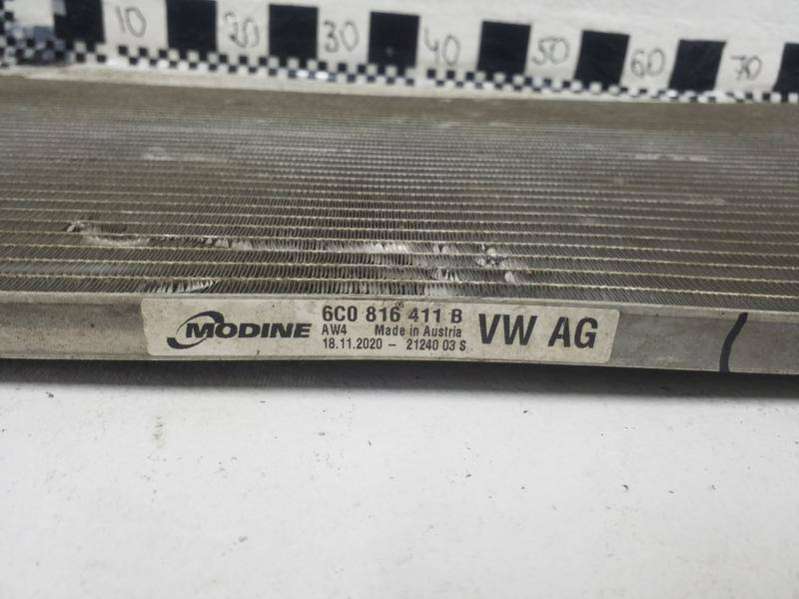 10 20 30 40 50 60 70
MODINE
6C0 816 411 B
AW4 Made in Austria
18.11.2020 - 21240 03 S
VW AG